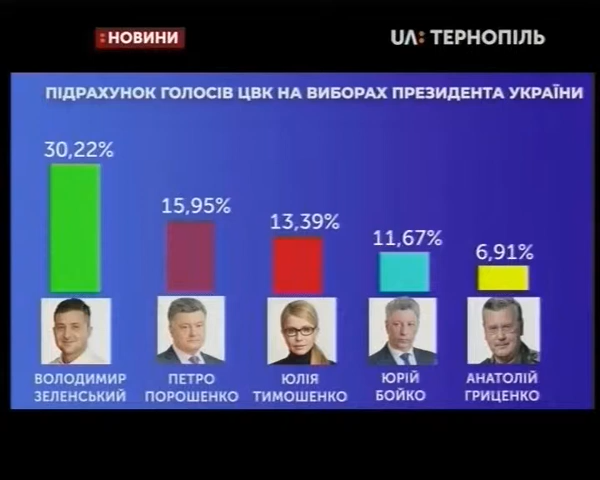 :НОВИНИ
UA: ТЕРНОПІЛЬ
ПІДРАХУНОК ГОЛОСІВ ЦВК НА ВИБОРАХ ПРЕЗИДЕНТА УКРАЇНИ
30,22%
15,95%
13,39%
11,67%
6,91%
ВОЛОДИМИР
ЗЕЛЕНСЬКИЙ
ПЕТРО
ПОРОШЕНКО
ЮЛІЯ
ТИМОШЕНКО
ЮРІЙ
БОЙКО
АНАТОЛІЙ
ГРИЦЕНКО